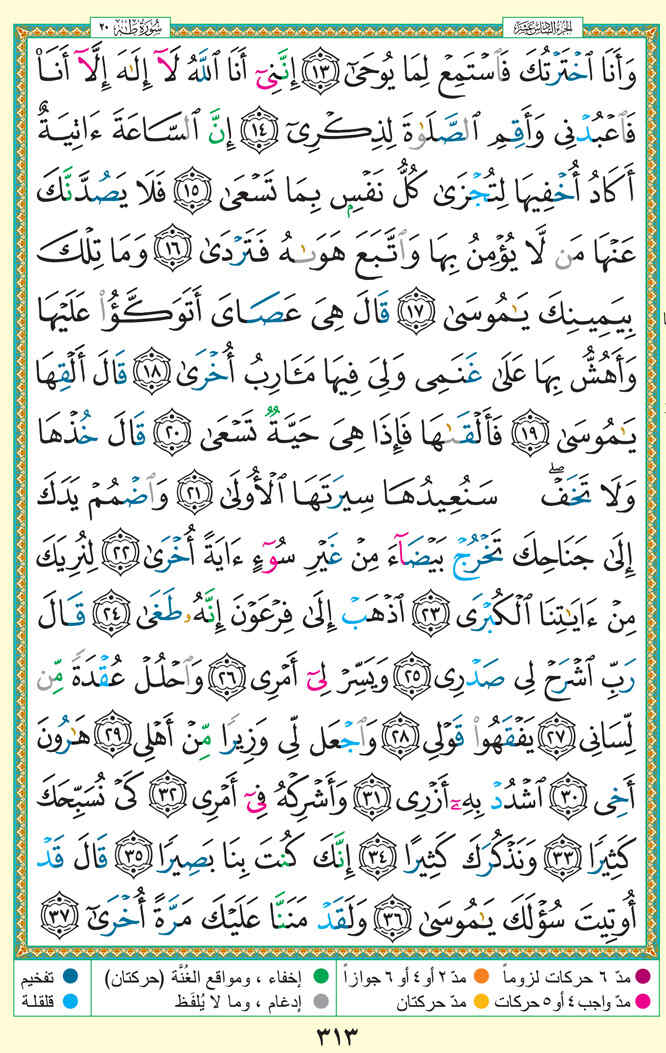 الجزء السادس عشر
سورة طه ٢٠
وَأَنَا ٱخْتَرْتُكَ فَٱسْتَمِعْ لِمَا يُوحَىٰٓ ١٣ إِنَّنِىٓ أَنَا ٱللَّهُ لَآ إِلَٰهَ إِلَّآ أَنَا۠
فَٱعْبُدْنِى وَأَقِمِ ٱلصَّلَوٰةَ لِذِكْرِىٓ ١٤ إِنَّ ٱلسَّاعَةَ ءَاتِيَةٌ
أَكَادُ أُخْفِيهَا لِتُجْزَىٰ كُلُّ نَفْسٍۭ بِمَا تَسْعَىٰ ١٥ فَلَا يَصُدَّنَّكَ
عَنْهَا مَن لَّا يُؤْمِنُ بِهَا وَٱتَّبَعَ هَوَىٰهُ فَتَرْدَىٰ ١٦ وَمَا تِلْكَ
بِيَمِينِكَ يَٰمُوسَىٰ ١٧ قَالَ هِىَ عَصَاىَ أَتَوَكَّؤُا۟ عَلَيْهَا
وَأَهُشُّ بِهَا عَلَىٰ غَنَمِى وَلِىَ فِيهَا مَـَٔارِبُ أُخْرَىٰ ١٨ قَالَ أَلْقِهَا
يَٰمُوسَىٰ ١٩ فَأَلْقَىٰهَا فَإِذَا هِىَ حَيَّةٌ تَسْعَىٰ ٢٠ قَالَ خُذْهَا
وَلَا تَخَفْ ۖ سَنُعِيدُهَا سِيرَتَهَا ٱلْأُولَىٰ ٢١ وَٱضْمُمْ يَدَكَ
إِلَىٰ جَنَاحِكَ تَخْرُجْ بَيْضَآءَ مِنْ غَيْرِ سُوٓءٍ ءَايَةً أُخْرَىٰ ٢٢ لِنُرِيَكَ
مِنْ ءَايَٰتِنَا ٱلْكُبْرَى ٢٣ ٱذْهَبْ إِلَىٰ فِرْعَوْنَ إِنَّهُۥ طَغَىٰ ٢٤ قَالَ
رَبِّ ٱشْرَحْ لِى صَدْرِى ٢٥ وَيَسِّرْ لِىٓ أَمْرِى ٢٦ وَٱحْلُلْ عُقْدَةً مِّن
لِّسَانِى ٢٧ يَفْقَهُوا۟ قَوْلِى ٢٨ وَٱجْعَل لِّى وَزِيرًا مِّنْ أَهْلِى ٢٩ هَٰرُونَ
أَخِى ٣٠ ٱشْدُدْ بِهِۦٓ أَزْرِى ٣١ وَأَشْرِكْهُ فِىٓ أَمْرِى ٣٢ كَىْ نُسَبِّحَكَ
كَثِيرًا ٣٣ وَنَذْكُرَكَ كَثِيرًا ٣٤ إِنَّكَ كُنتَ بِنَا بَصِيرًا ٣٥ قَالَ قَدْ
أُوتِيتَ سُؤْلَكَ يَٰمُوسَىٰ ٣٦ وَلَقَدْ مَنَنَّا عَلَيْكَ مَرَّةً أُخْرَىٰٓ ٣٧
مدّ ٦ حركات لزوماً
مدّ ٢ أو ٤ أو ٦ جوازاً
إخفاء ، ومواقع الغُنَّة (حركتان)
تفخيم
مدّ واجب ٤ أو ٥ حركات
مدّ حركتان
إدغام ، وما لا يُلفَظ
قلقلة
٣١٣